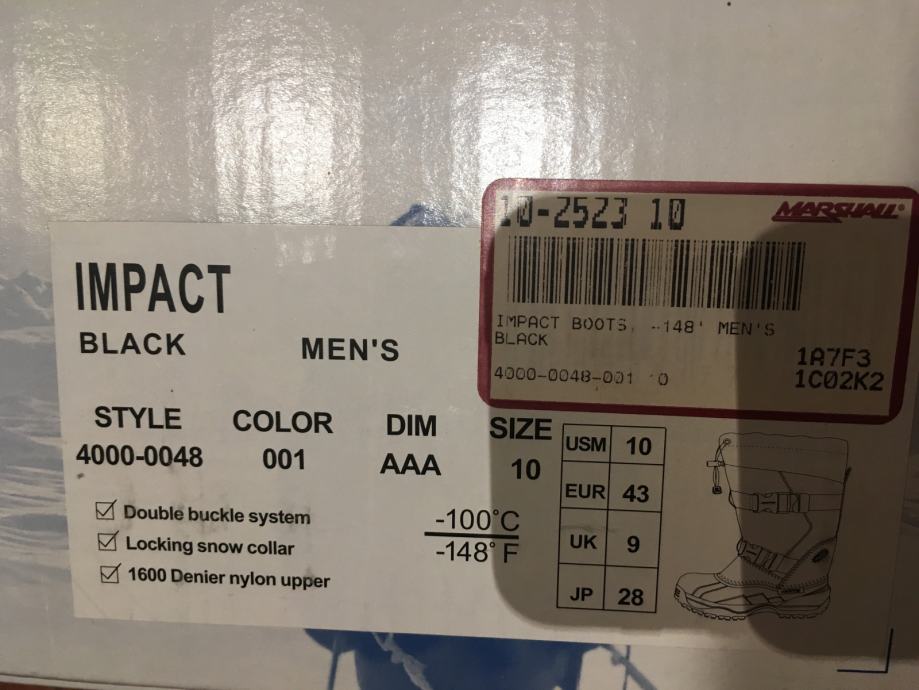 10-2523 10
MARSHALL
IMPACT BOOTS, -148' MEN'S
BLACK
4000-0048-001 10
1A7F3
1C02K2
IMPACT
BLACK
MEN'S
STYLE COLOR DIM SIZE
4000-0048 001 AAA 10
Double buckle system
Locking snow collar
1600 Denier nylon upper
-100°C
-148°F
USM 10
EUR 43
UK 9
JP 28